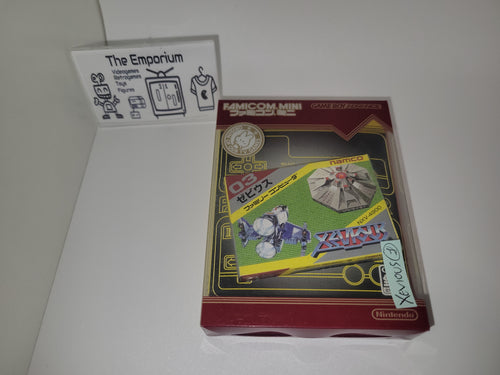 The Emporium
Videogames
Retrogames
Toys
Figures
FAMICOM MINI
ファミコンミニ
GAME BOY ADVANCE
namco
03
ゼビウス
ファミリーコンピュータ
NXV-4900
XEVIOUS
XEVIOUS (J)
Nintendo